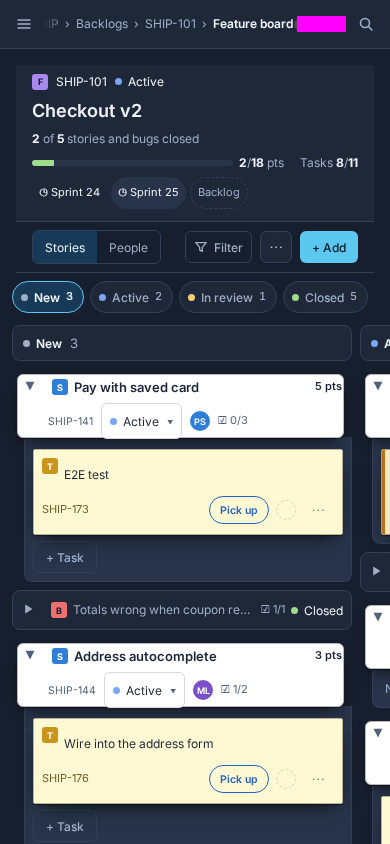 IP › Backlogs › SHIP-101 › Feature board
F SHIP-101 Active
Checkout v2
2 of 5 stories and bugs closed
2/18 pts Tasks 8/11
Sprint 24 Sprint 25 Backlog
Stories People Filter ··· + Add
New 3 Active 2 In review 1 Closed 5
New 3
S Pay with saved card 5 pts
SHIP-141 Active PS 0/3
T E2E test
SHIP-173 Pick up ···
+ Task
B Totals wrong when coupon re... 1/1 Closed
S Address autocomplete 3 pts
SHIP-144 Active ML 1/2
T Wire into the address form
SHIP-176 Pick up ···
+ Task